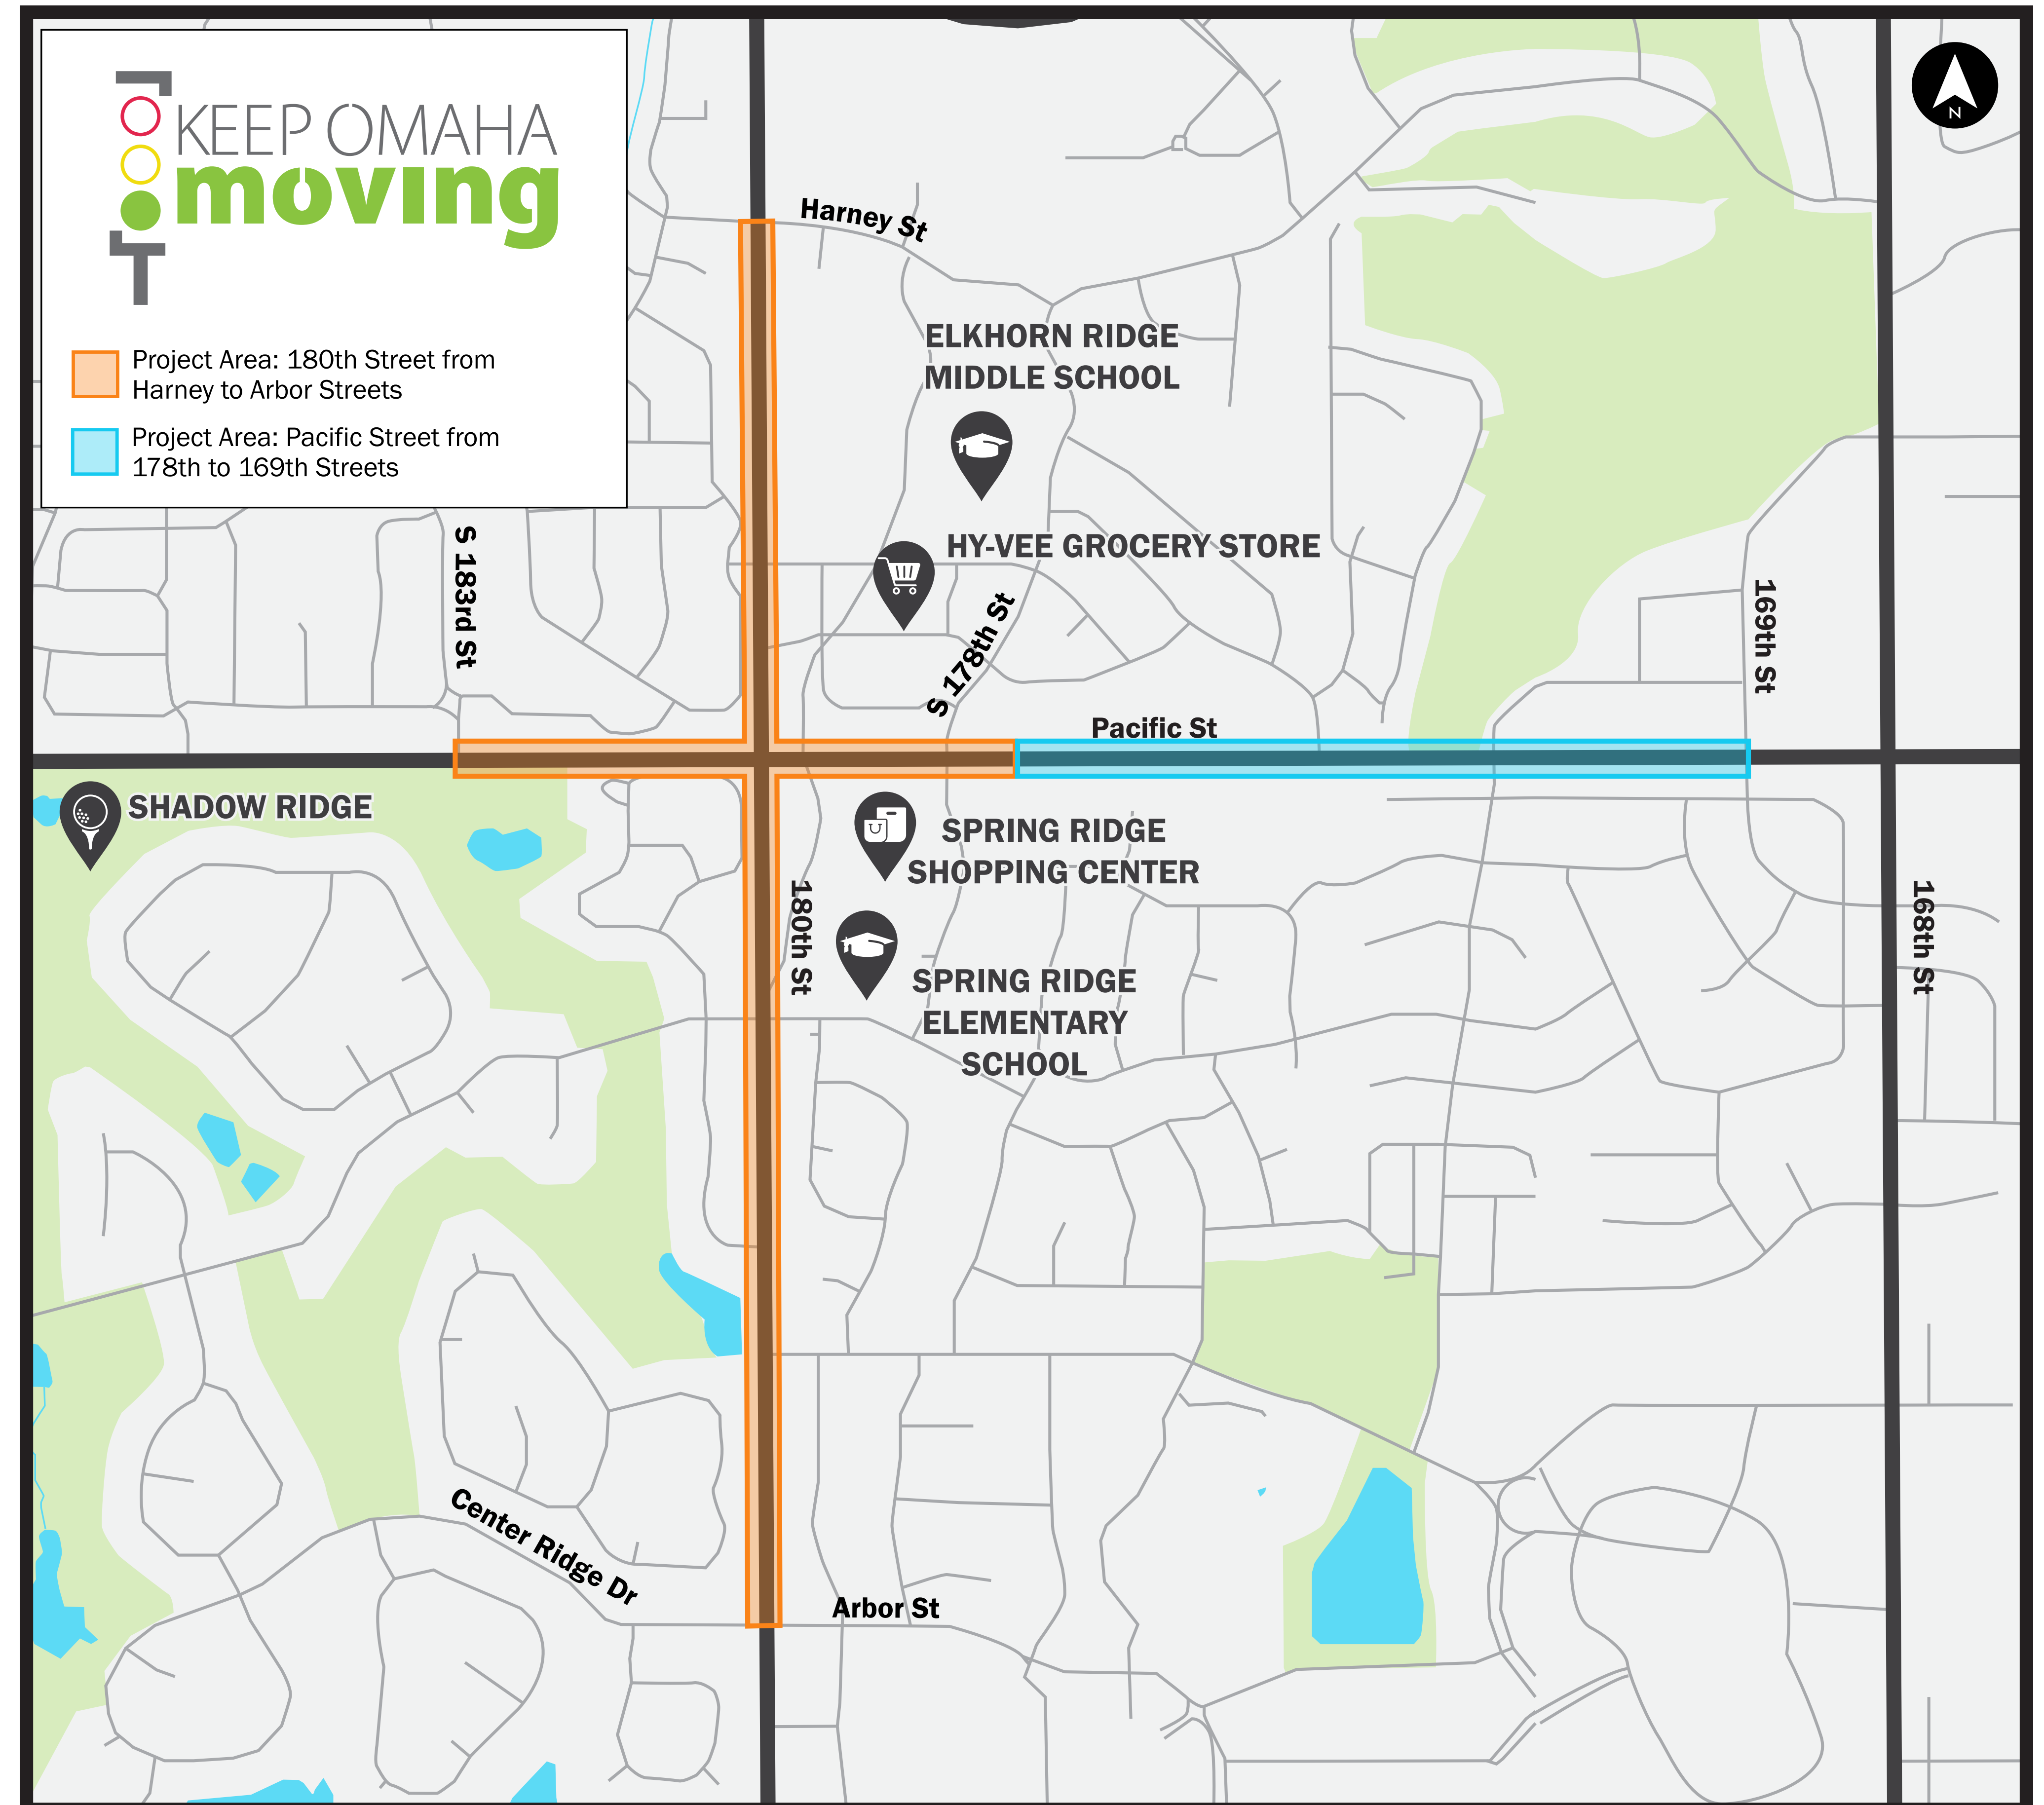 KEEP OMAHA
moving
Project Area: 180th Street from
Harney to Arbor Streets
Project Area: Pacific Street from
178th to 169th Streets
N
Harney St
ELKHORN RIDGE
MIDDLE SCHOOL
HY-VEE GROCERY STORE
S 183rd St
S 178th St
169th St
Pacific St
SHADOW RIDGE
SPRING RIDGE
SHOPPING CENTER
180th St
168th St
SPRING RIDGE
ELEMENTARY
SCHOOL
Center Ridge Dr
Arbor St